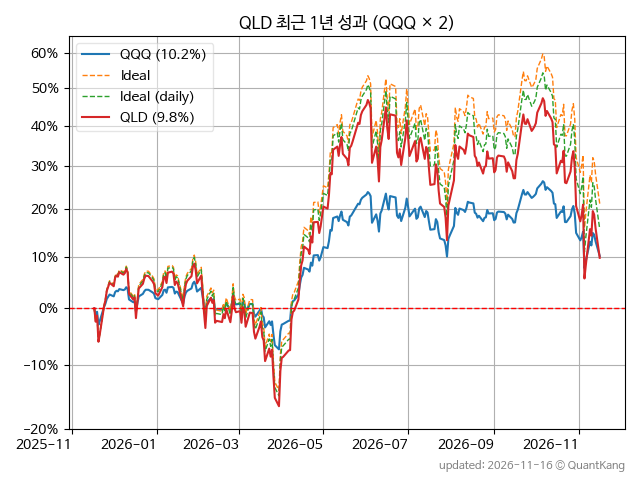 QLD 최근 1년 성과 (QQQ × 2)
QQQ (10.2%)
Ideal
Ideal (daily)
QLD (9.8%)
60%
50%
40%
30%
20%
10%
0%
−10%
−20%
2025-11
2026-01
2026-03
2026-05
2026-07
2026-09
2026-11
updated: 2026-11-16 © QuantKang